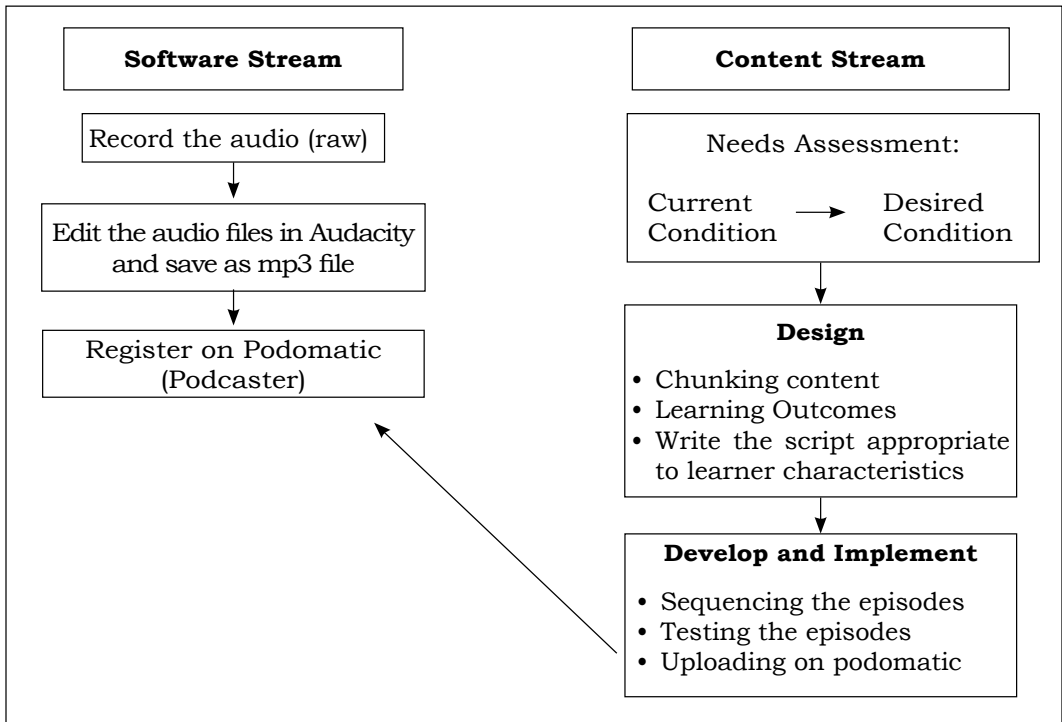 Software Stream
Record the audio (raw)
Edit the audio files in Audacity
and save as mp3 file
Register on Podomatic
(Podcaster)
Content Stream
Needs Assessment:
Current Desired
Condition Condition
Design
• Chunking content
• Learning Outcomes
• Write the script appropriate
to learner characteristics
Develop and Implement
• Sequencing the episodes
• Testing the episodes
• Uploading on podomatic